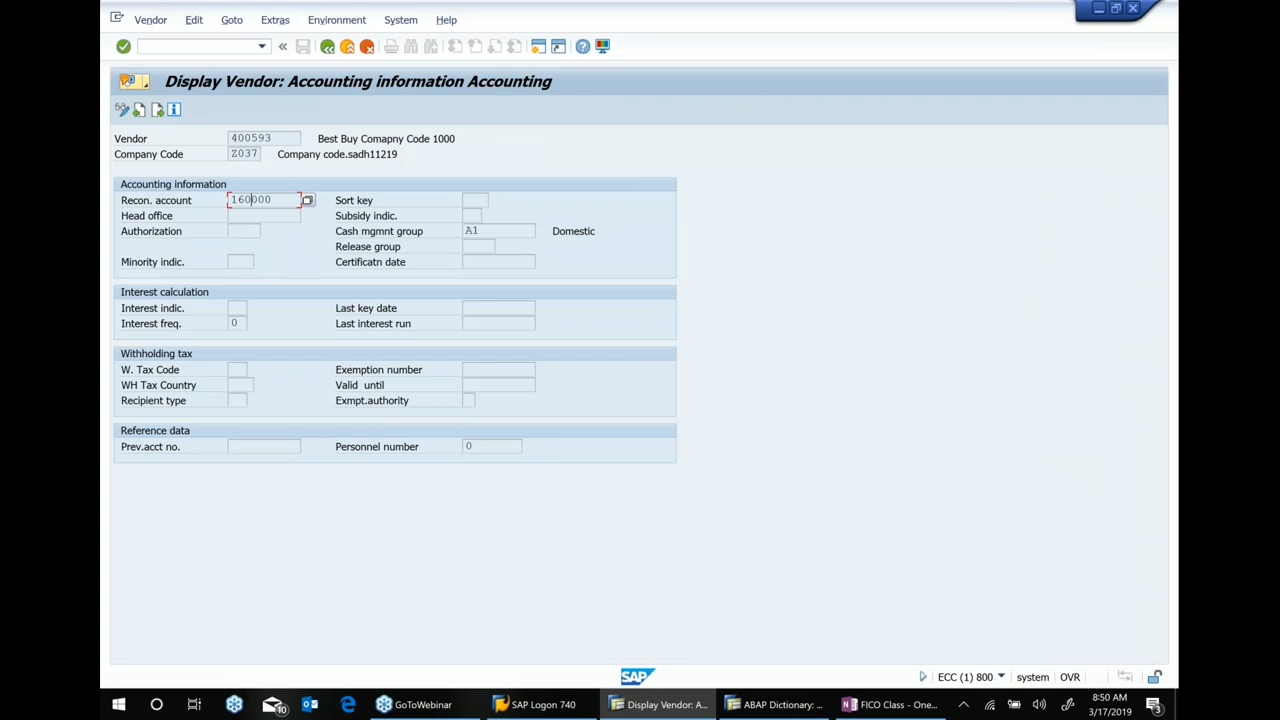 Vendor Edit Goto Extras Environment System Help
Display Vendor: Accounting information Accounting
Vendor 400593 Best Buy Comapny Code 1000
Company Code Z037 Company code.sadh11219
Accounting information
Recon. account 160000 Sort key
Head office Subsidy indic.
Authorization Cash mgmnt group A1 Domestic
Release group
Minority indic. Certificatn date
Interest calculation
Interest indic. Last key date
Interest freq. 0 Last interest run
Withholding tax
W. Tax Code Exemption number
WH Tax Country Valid until
Recipient type Exmpt.authority
Reference data
Prev.acct no. Personnel number 0
SAP ECC (1) 800 system OVR
10 GoToWebinar SAP Logon 740 Display Vendor: A... ABAP Dictionary: ... FICO Class - One... 8:50 AM
3/17/2019 3